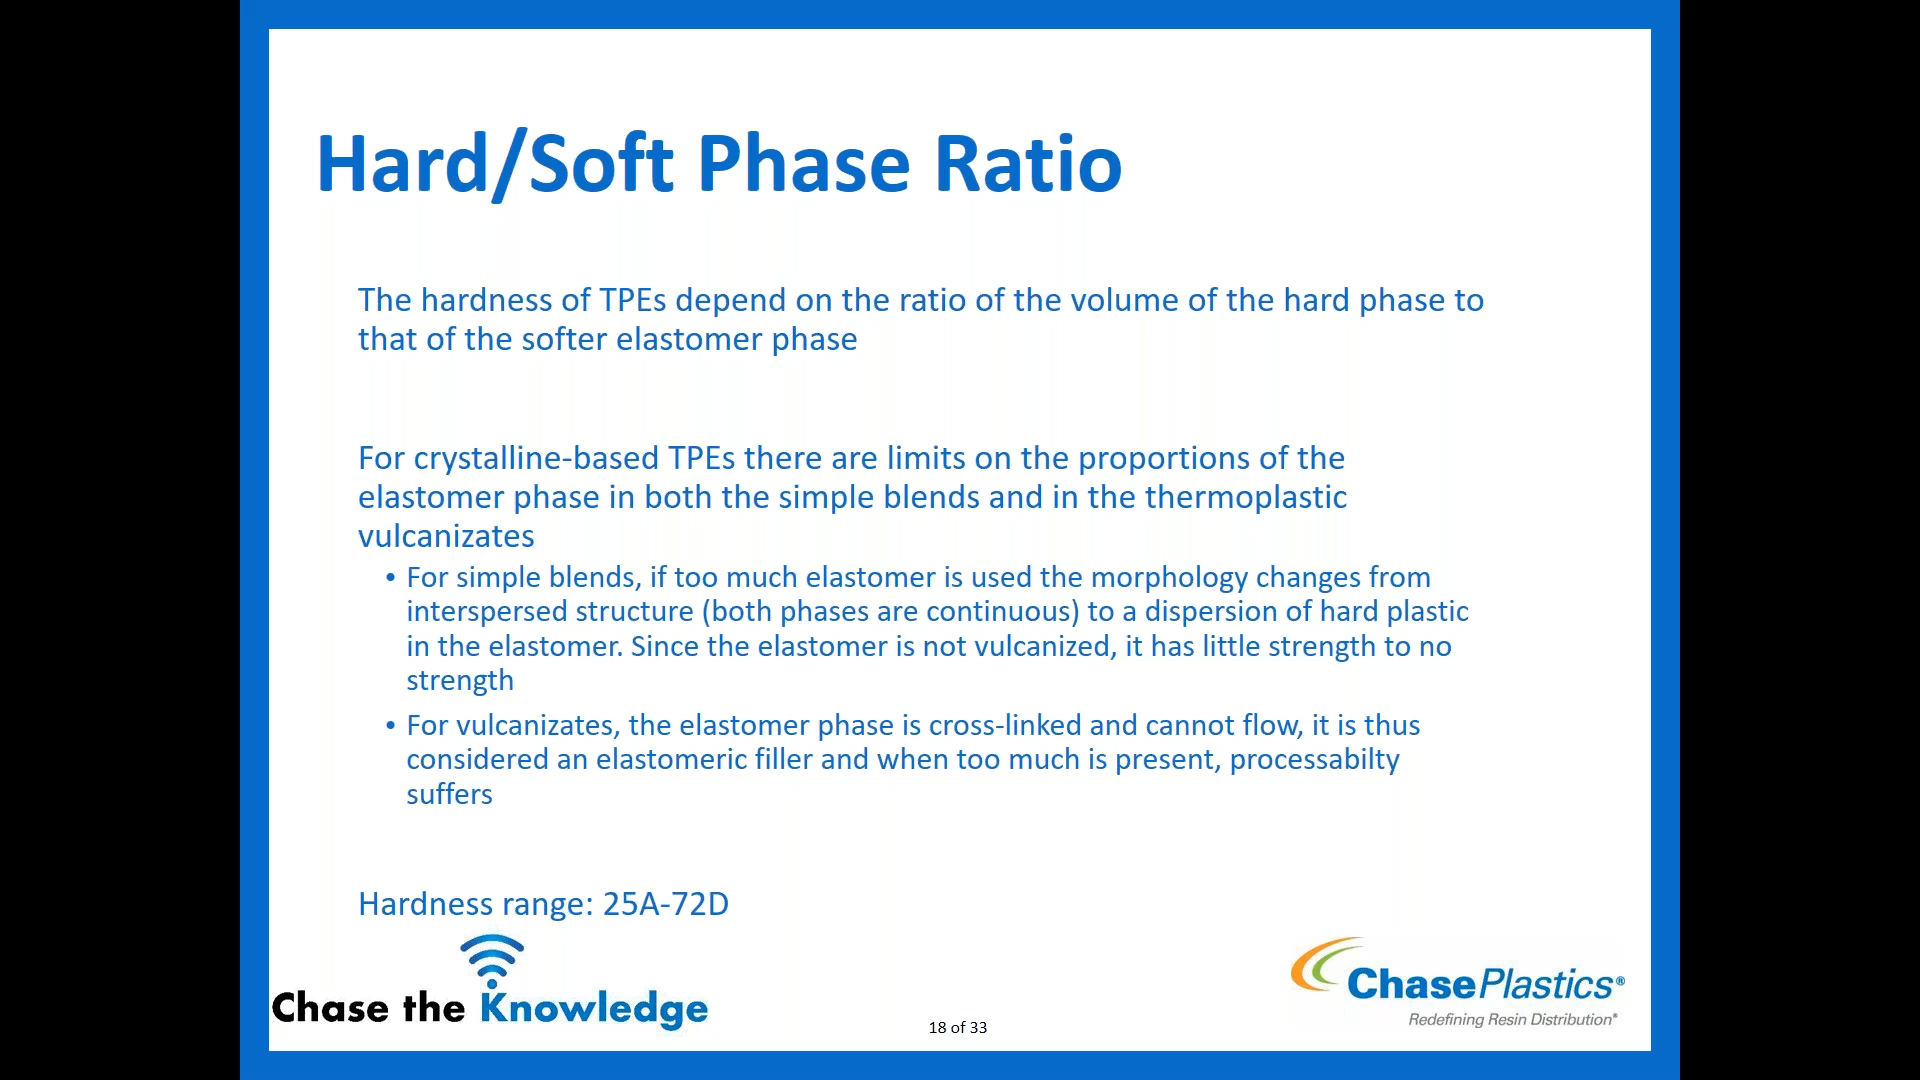 Hard/Soft Phase Ratio
The hardness of TPEs depend on the ratio of the volume of the hard phase to
that of the softer elastomer phase
For crystalline-based TPEs there are limits on the proportions of the
elastomer phase in both the simple blends and in the thermoplastic
vulcanizates
• For simple blends, if too much elastomer is used the morphology changes from
interspersed structure (both phases are continuous) to a dispersion of hard plastic
in the elastomer. Since the elastomer is not vulcanized, it has little strength to no
strength
• For vulcanizates, the elastomer phase is cross-linked and cannot flow, it is thus
considered an elastomeric filler and when too much is present, processabilty
suffers
Hardness range: 25A-72D
Chase the Knowledge
18 of 33
ChasePlastics®
Redefining Resin Distribution®